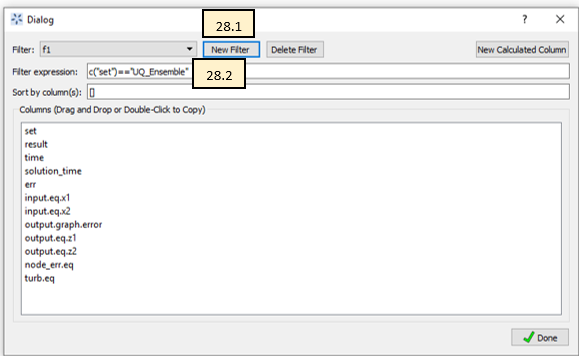 Dialog ? ×
28.1
Filter: f1 New Filter Delete Filter New Calculated Column
28.2
Filter expression: c("set")=="UQ_Ensemble"
Sort by column(s): []
Columns (Drag and Drop or Double-Click to Copy)
set
result
time
solution_time
err
input.eq.x1
input.eq.x2
output.graph.error
output.eq.z1
output.eq.z2
node_err.eq
turb.eq
Done